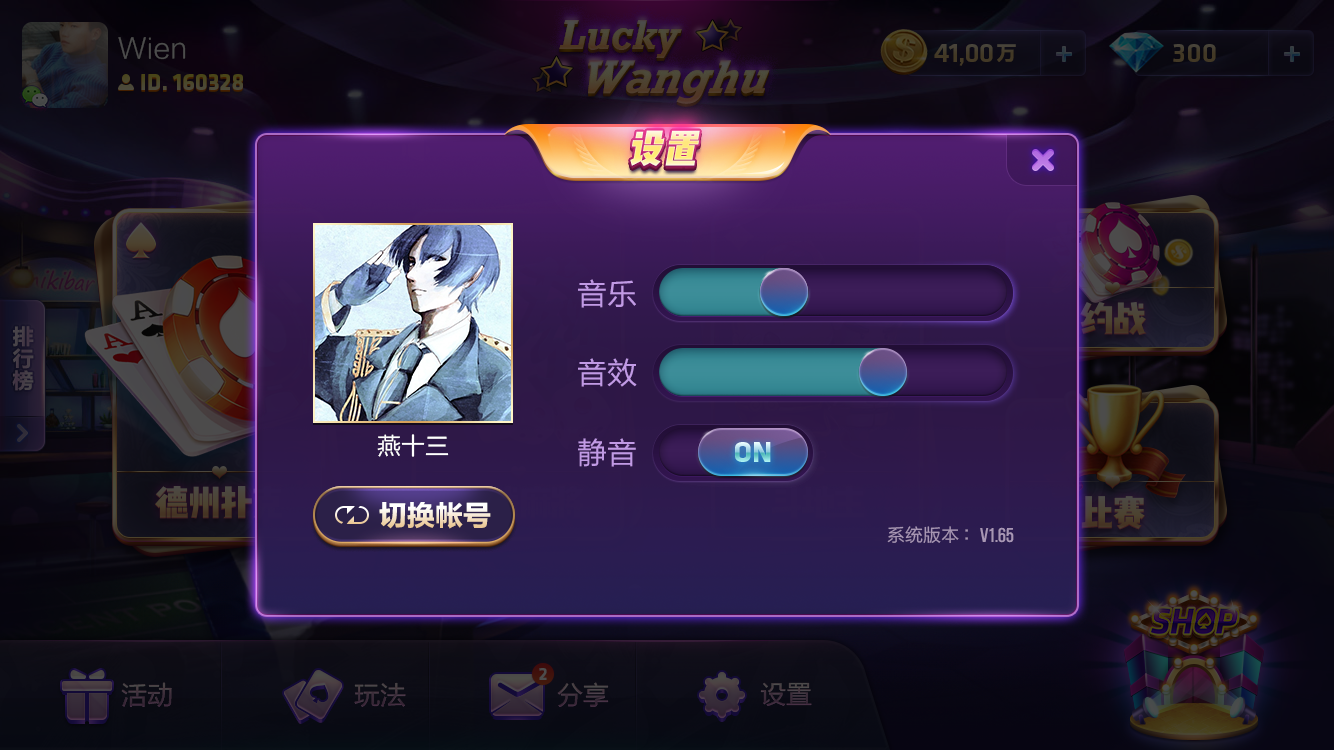 Wien
ID. 160328
Lucky
Wanghu
41,00万
+
300
+
设置
音乐
音效
静音
ON
燕十三
切换帐号
系统版本： V1.65
排行榜
A
A
德州扑
约战
比赛
SHOP
活动
玩法
2
分享
设置